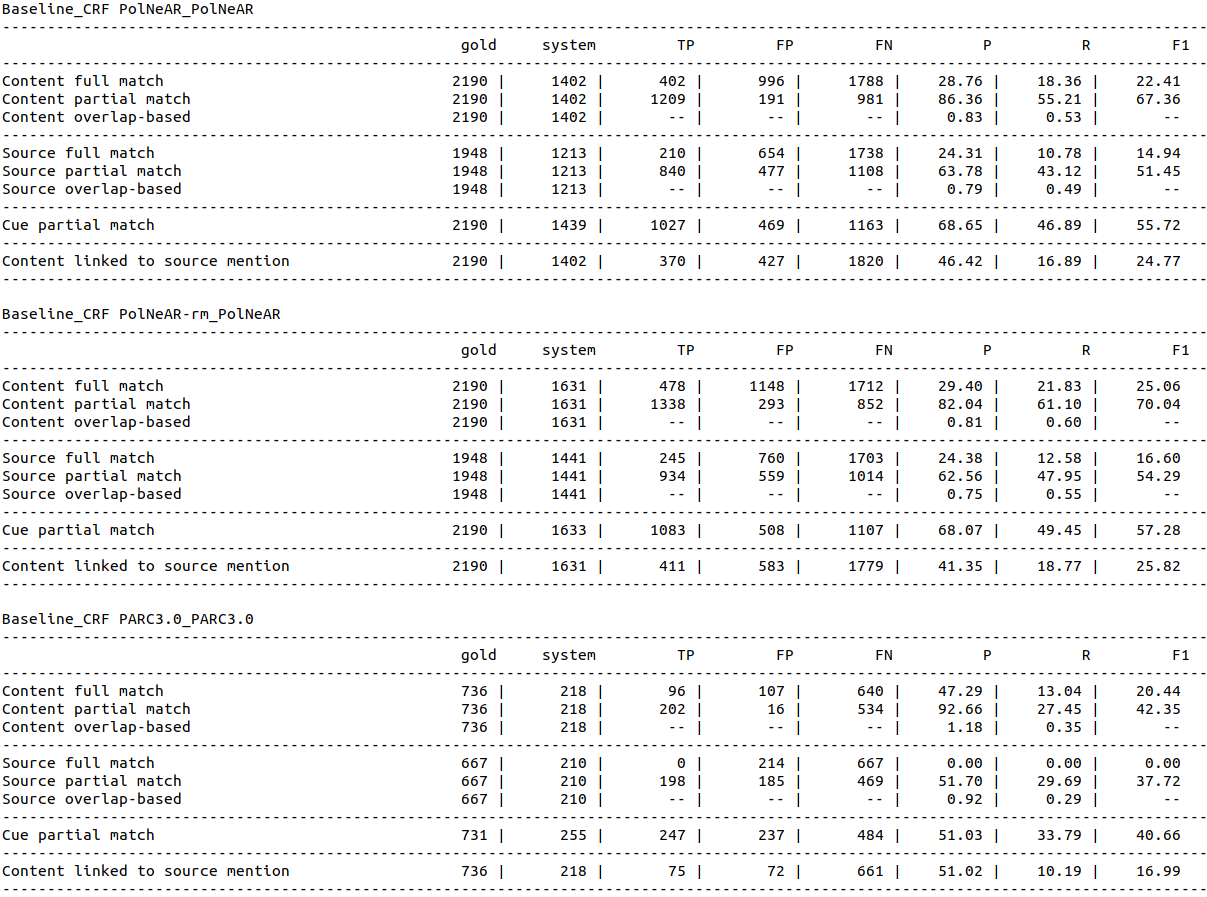 Baseline_CRF PolNeAR_PolNeAR
------------------------------------------------------------------------------------------------------------------------------------
gold system TP FP FN P R F1
------------------------------------------------------------------------------------------------------------------------------------
Content full match 2190 | 1402 | 402 | 996 | 1788 | 28.76 | 18.36 | 22.41
Content partial match 2190 | 1402 | 1209 | 191 | 981 | 86.36 | 55.21 | 67.36
Content overlap-based 2190 | 1402 | -- | -- | -- | 0.83 | 0.53 | --
------------------------------------------------------------------------------------------------------------------------------------
Source full match 1948 | 1213 | 210 | 654 | 1738 | 24.31 | 10.78 | 14.94
Source partial match 1948 | 1213 | 840 | 477 | 1108 | 63.78 | 43.12 | 51.45
Source overlap-based 1948 | 1213 | -- | -- | -- | 0.79 | 0.49 | --
------------------------------------------------------------------------------------------------------------------------------------
Cue partial match 2190 | 1439 | 1027 | 469 | 1163 | 68.65 | 46.89 | 55.72
------------------------------------------------------------------------------------------------------------------------------------
Content linked to source mention 2190 | 1402 | 370 | 427 | 1820 | 46.42 | 16.89 | 24.77
------------------------------------------------------------------------------------------------------------------------------------
Baseline_CRF PolNeAR-rm_PolNeAR
------------------------------------------------------------------------------------------------------------------------------------
gold system TP FP FN P R F1
------------------------------------------------------------------------------------------------------------------------------------
Content full match 2190 | 1631 | 478 | 1148 | 1712 | 29.40 | 21.83 | 25.06
Content partial match 2190 | 1631 | 1338 | 293 | 852 | 82.04 | 61.10 | 70.04
Content overlap-based 2190 | 1631 | -- | -- | -- | 0.81 | 0.60 | --
------------------------------------------------------------------------------------------------------------------------------------
Source full match 1948 | 1441 | 245 | 760 | 1703 | 24.38 | 12.58 | 16.60
Source partial match 1948 | 1441 | 934 | 559 | 1014 | 62.56 | 47.95 | 54.29
Source overlap-based 1948 | 1441 | -- | -- | -- | 0.75 | 0.55 | --
------------------------------------------------------------------------------------------------------------------------------------
Cue partial match 2190 | 1633 | 1083 | 508 | 1107 | 68.07 | 49.45 | 57.28
------------------------------------------------------------------------------------------------------------------------------------
Content linked to source mention 2190 | 1631 | 411 | 583 | 1779 | 41.35 | 18.77 | 25.82
------------------------------------------------------------------------------------------------------------------------------------
Baseline_CRF PARC3.0_PARC3.0
------------------------------------------------------------------------------------------------------------------------------------
gold system TP FP FN P R F1
------------------------------------------------------------------------------------------------------------------------------------
Content full match 736 | 218 | 96 | 107 | 640 | 47.29 | 13.04 | 20.44
Content partial match 736 | 218 | 202 | 16 | 534 | 92.66 | 27.45 | 42.35
Content overlap-based 736 | 218 | -- | -- | -- | 1.18 | 0.35 | --
------------------------------------------------------------------------------------------------------------------------------------
Source full match 667 | 210 | 0 | 214 | 667 | 0.00 | 0.00 | 0.00
Source partial match 667 | 210 | 198 | 185 | 469 | 51.70 | 29.69 | 37.72
Source overlap-based 667 | 210 | -- | -- | -- | 0.92 | 0.29 | --
------------------------------------------------------------------------------------------------------------------------------------
Cue partial match 731 | 255 | 247 | 237 | 484 | 51.03 | 33.79 | 40.66
------------------------------------------------------------------------------------------------------------------------------------
Content linked to source mention 736 | 218 | 75 | 72 | 661 | 51.02 | 10.19 | 16.99
------------------------------------------------------------------------------------------------------------------------------------